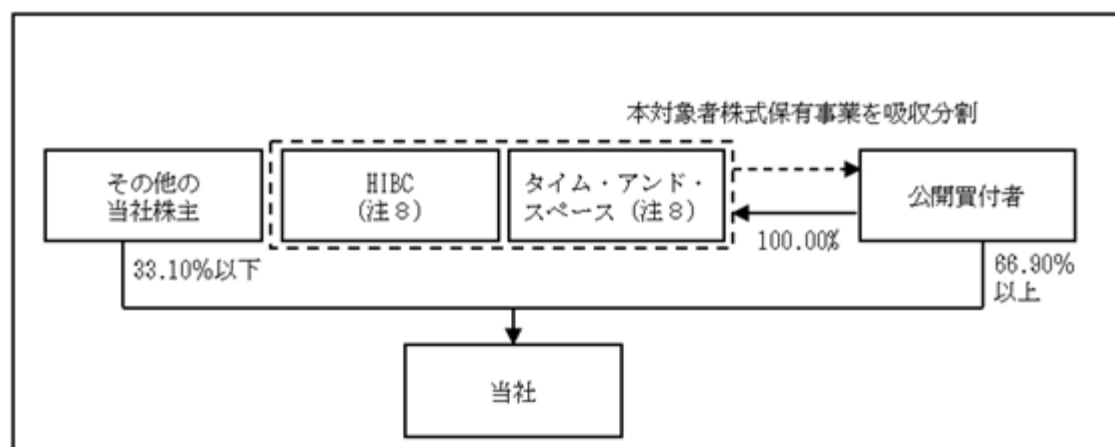 本対象者株式保有事業を吸収分割
その他の
当社株主
HIBC
(注8)
タイム・アンド・
スペース (注8)
公開買付者
100.00%
33.10%以下
66.90%
以上
当社